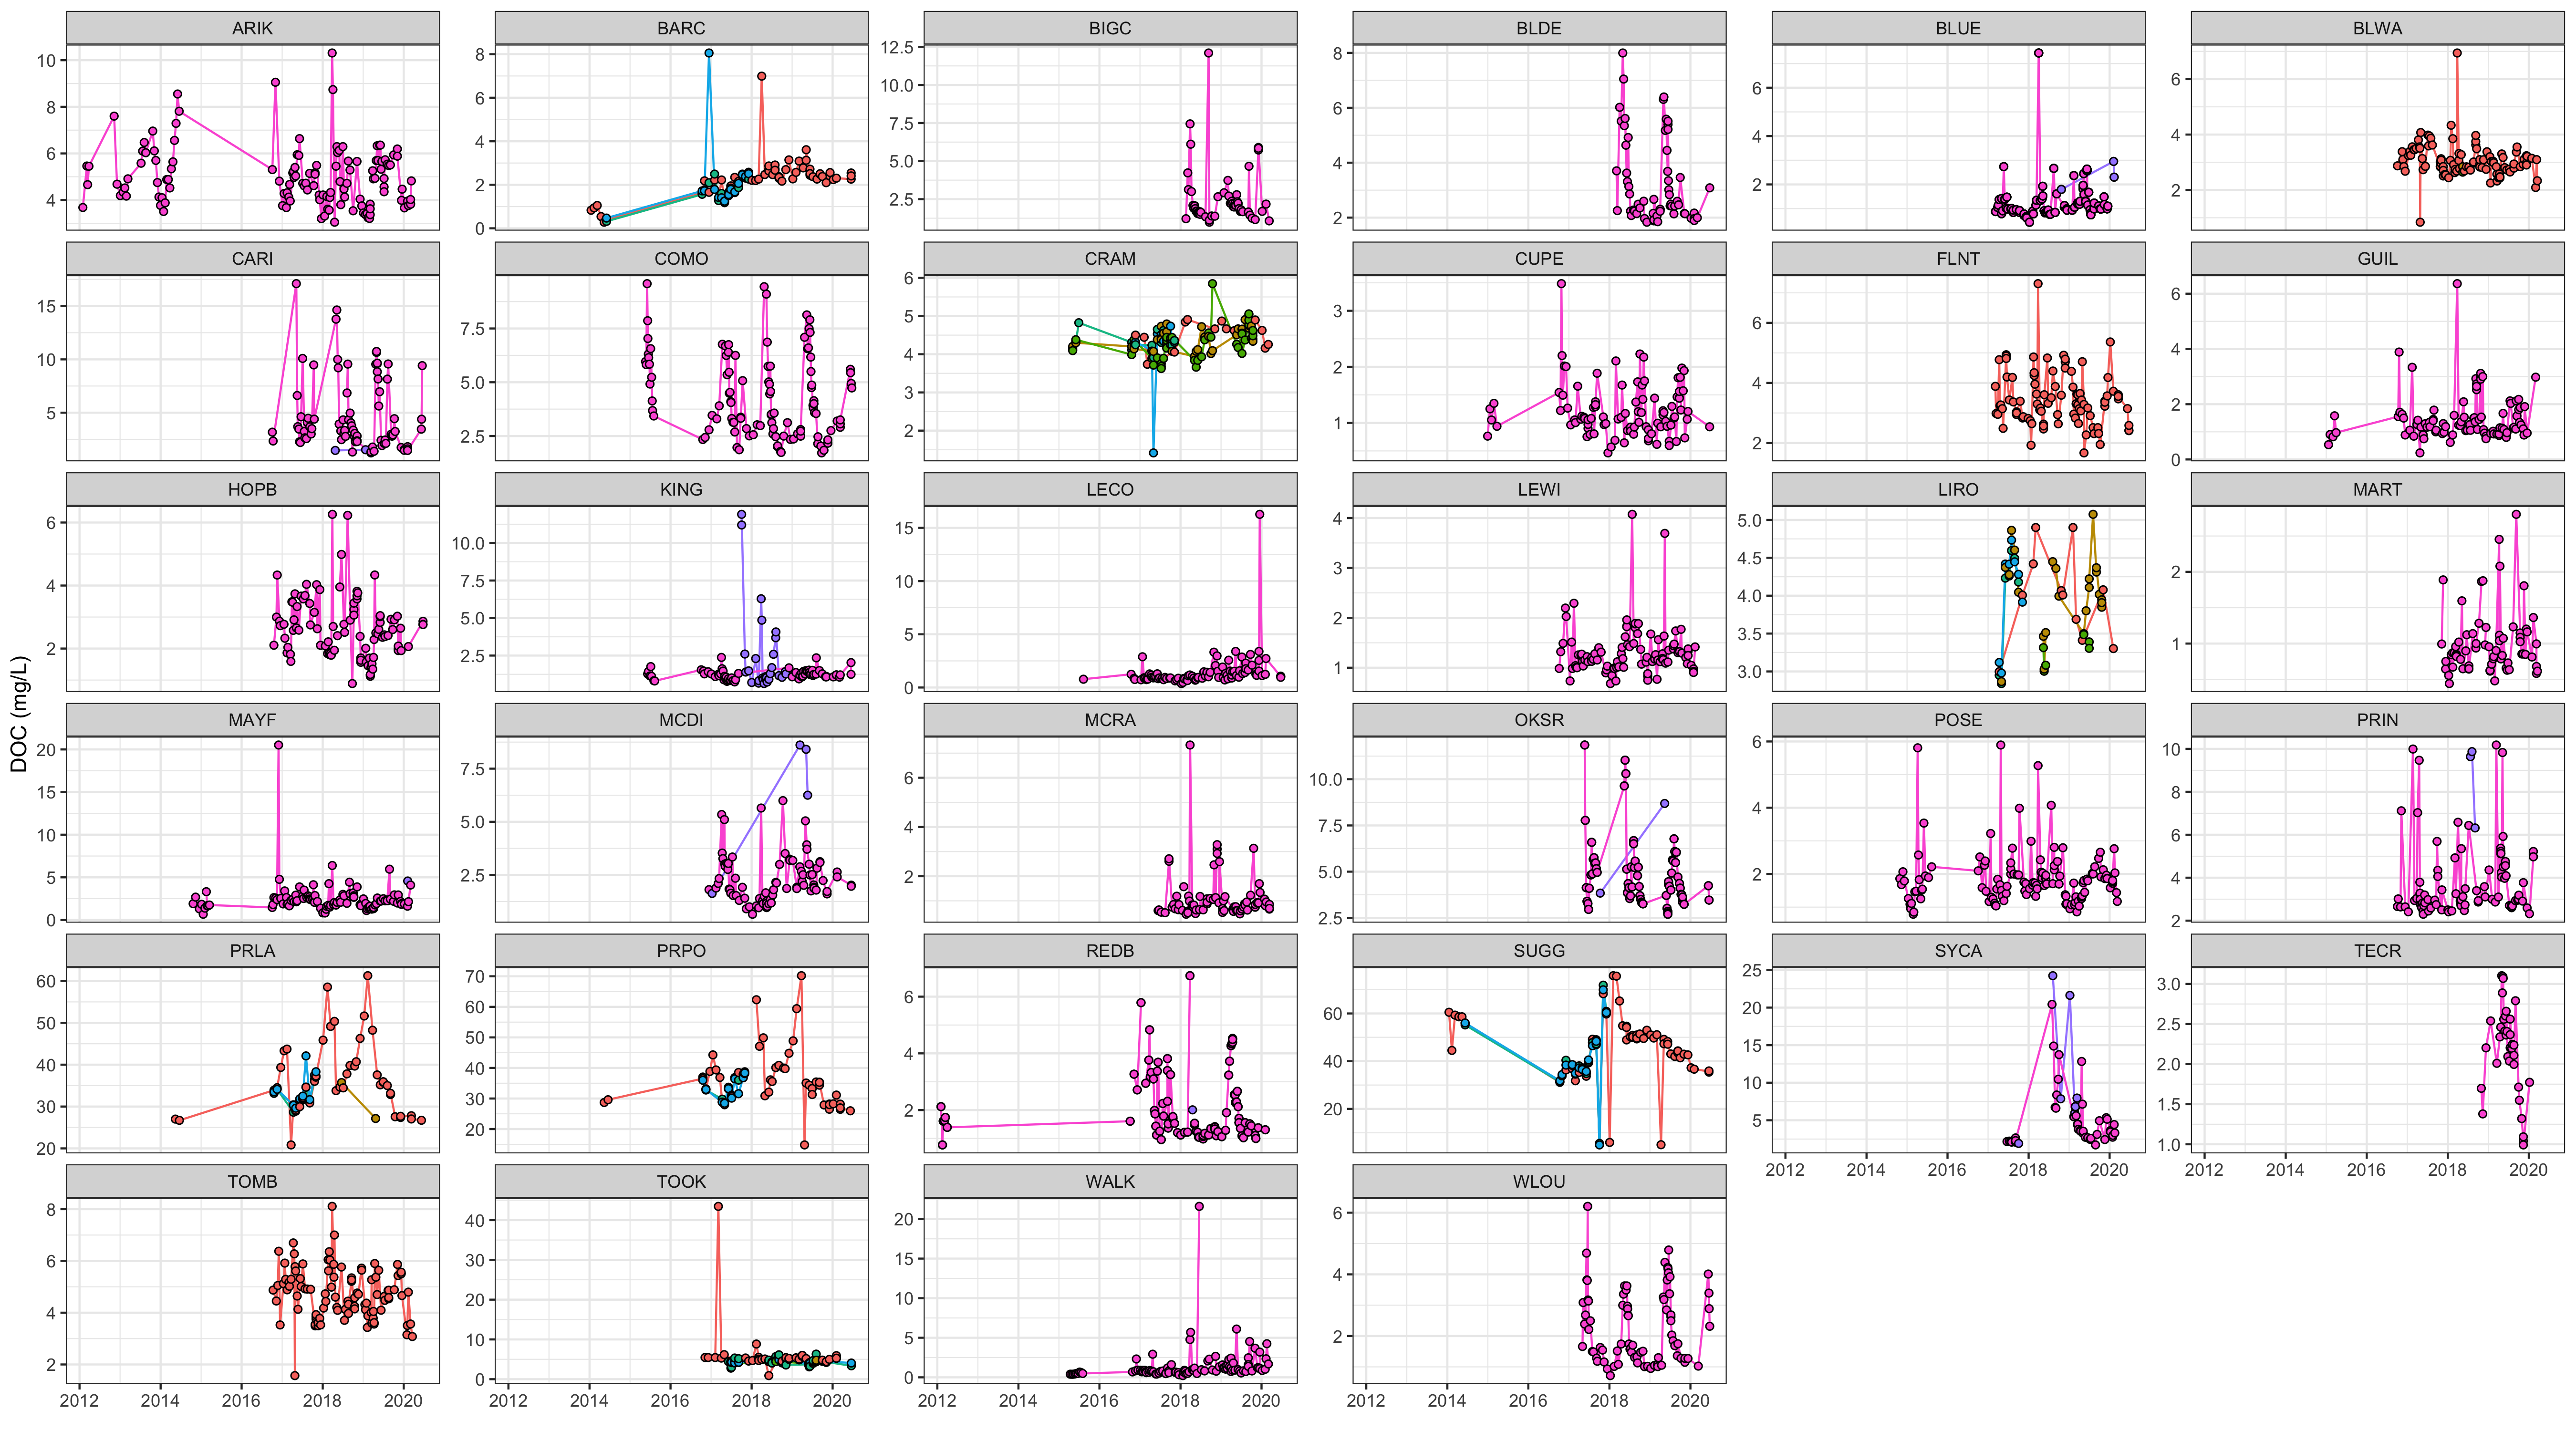 DOC (mg/L)
ARIK BARC BIGC BLDE BLUE BLWA
10 8 6 4
8 6 4 2 0
12.5 10.0 7.5 5.0 2.5
8 6 4 2
6 4 2
6 4 2
CARI COMO CRAM CUPE FLNT GUIL
15 10 5
7.5 5.0 2.5
6 5 4 3 2
3 2 1
6 4 2
6 4 2 0
HOPB KING LECO LEWI LIRO MART
6 4 2
10.0 7.5 5.0 2.5
15 10 5 0
4 3 2 1
5.0 4.5 4.0 3.5 3.0
2 1
MAYF MCDI MCRA OKSR POSE PRIN
20 15 10 5 0
7.5 5.0 2.5
6 4 2
10.0 7.5 5.0 2.5
6 4 2
10 8 6 4 2
PRLA PRPO REDB SUGG SYCA TECR
60 50 40 30 20
70 60 50 40 30 20
6 4 2
60 40 20
25 20 15 10 5
3.0 2.5 2.0 1.5 1.0
2012 2014 2016 2018 2020 2012 2014 2016 2018 2020
TOMB TOOK WALK WLOU
8 6 4 2
40 30 20 10 0
20 15 10 5 0
6 4 2
2012 2014 2016 2018 2020 2012 2014 2016 2018 2020 2012 2014 2016 2018 2020 2012 2014 2016 2018 2020